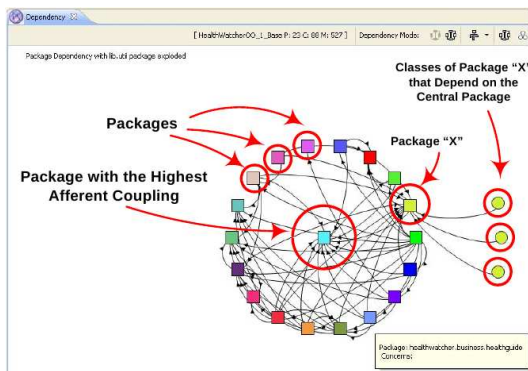 Dependency
[ HealthWatcherOO_1_Base P: 23 C: 88 M: 527 ]
Dependency Mode:
Package Dependency with lib.util package exploded
Classes of Package “X”
that Depend on the
Central Package
Packages
Package “X”
Package with the Highest
Afferent Coupling
Package: healthwatcher.business.healthguide
Concerns: